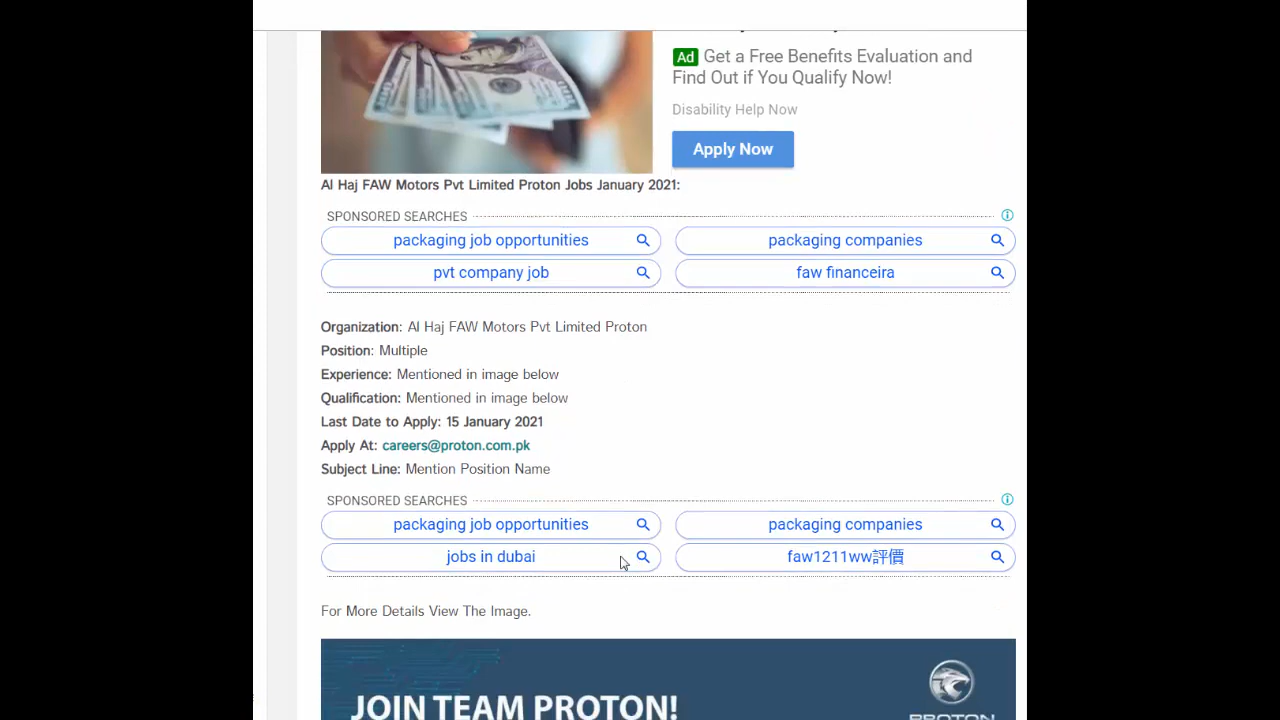 Ad Get a Free Benefits Evaluation and
Find Out if You Qualify Now!
Disability Help Now
Apply Now
Al Haj FAW Motors Pvt Limited Proton Jobs January 2021:
SPONSORED SEARCHES
packaging job opportunities
packaging companies
pvt company job
faw financeira
Organization: Al Haj FAW Motors Pvt Limited Proton
Position: Multiple
Experience: Mentioned in image below
Qualification: Mentioned in image below
Last Date to Apply: 15 January 2021
Apply At: careers@proton.com.pk
Subject Line: Mention Position Name
SPONSORED SEARCHES
packaging job opportunities
packaging companies
jobs in dubai
faw1211ww評價
For More Details View The Image.
JOIN TEAM PROTON!
PROTON